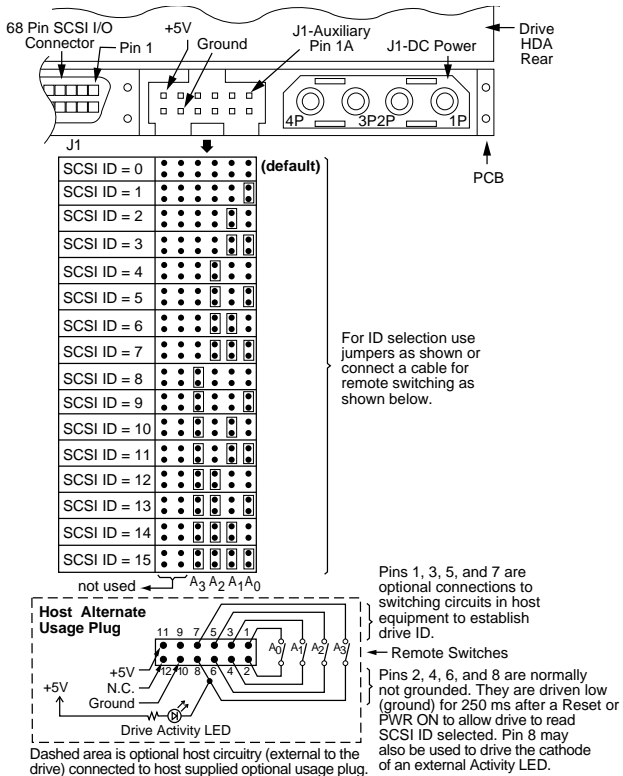 68 Pin SCSI I/O
Connector
Pin 1
+5V
Ground
J1-Auxiliary
Pin 1A
J1-DC Power
Drive
HDA
Rear
4P 3P 2P 1P
J1
PCB
SCSI ID = 0 (default)
SCSI ID = 1
SCSI ID = 2
SCSI ID = 3
SCSI ID = 4
SCSI ID = 5
SCSI ID = 6
SCSI ID = 7
SCSI ID = 8
SCSI ID = 9
SCSI ID = 10
SCSI ID = 11
SCSI ID = 12
SCSI ID = 13
SCSI ID = 14
SCSI ID = 15
For ID selection use
jumpers as shown or
connect a cable for
remote switching as
shown below.
not used A3 A2 A1 A0
Host Alternate
Usage Plug
11 9 7 5 3 1
12 10 8 6 4 2
A0 A1 A2 A3
+5V
N.C.
Ground
+5V
Drive Activity LED
Pins 1, 3, 5, and 7 are
optional connections to
switching circuits in host
equipment to establish
drive ID.
Remote Switches
Pins 2, 4, 6, and 8 are normally
not grounded. They are driven low
(ground) for 250 ms after a Reset or
PWR ON to allow drive to read
SCSI ID selected. Pin 8 may
also be used to drive the cathode
of an external Activity LED.
Dashed area is optional host circuitry (external to the
drive) connected to host supplied optional usage plug.